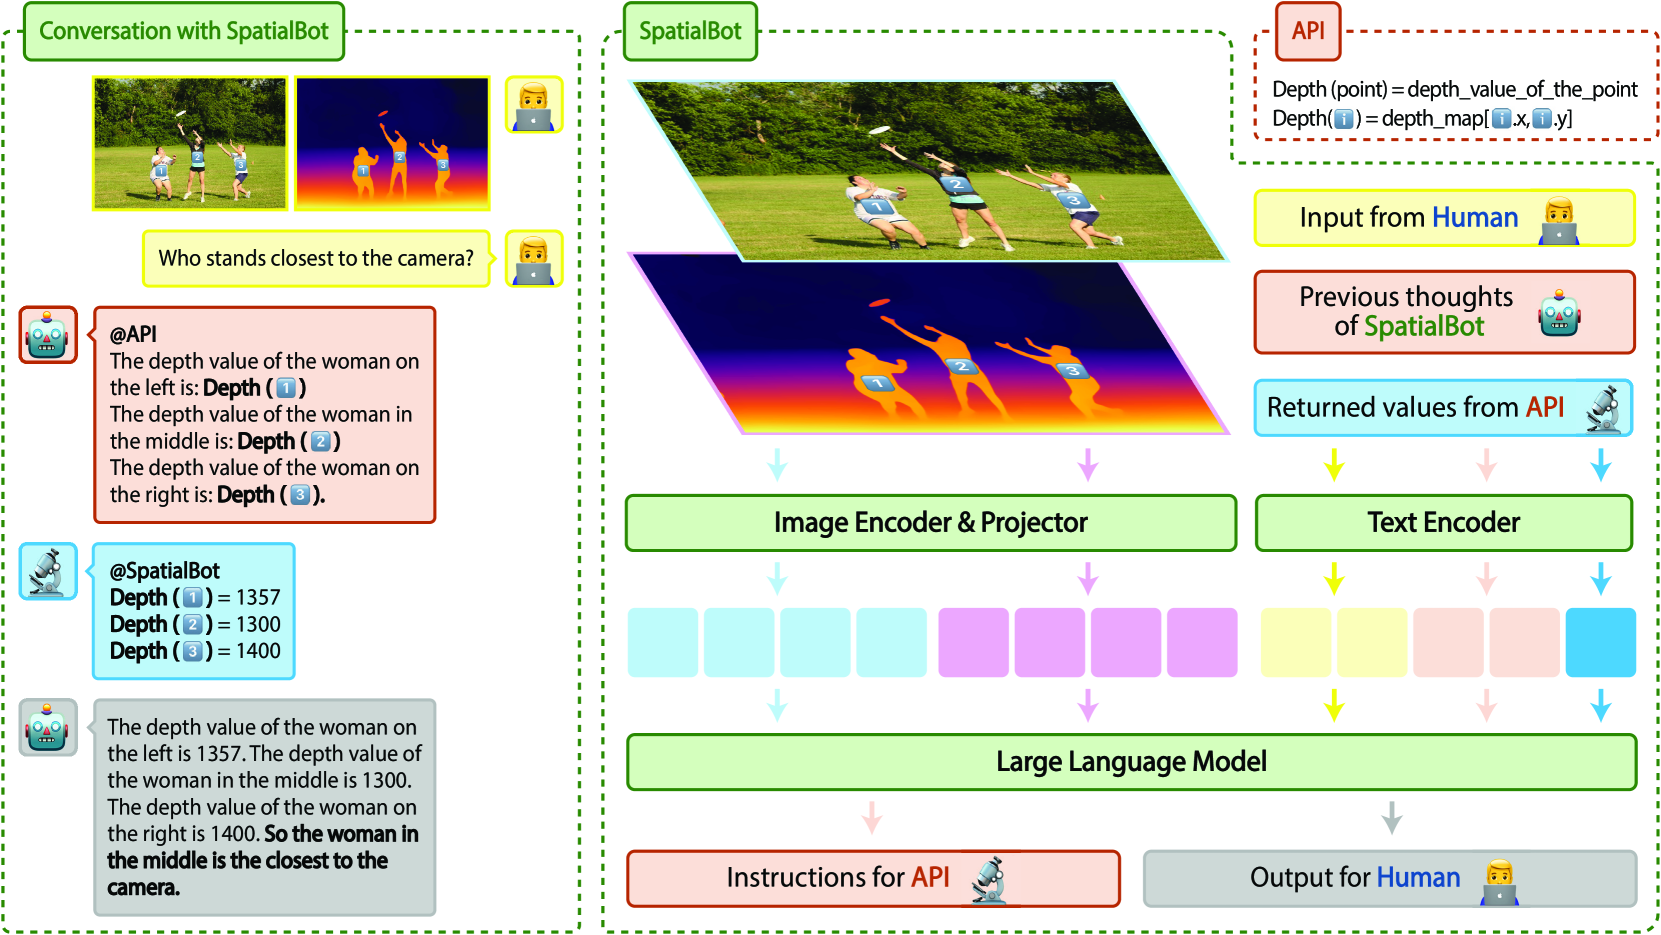 Conversation with SpatialBot
1
2
3
1
2
3
Who stands closest to the camera?
@API
The depth value of the woman on
the left is: Depth ( 1 )
The depth value of the woman in
the middle is: Depth ( 2 )
The depth value of the woman on
the right is: Depth ( 3 ).
@SpatialBot
Depth ( 1 ) = 1357
Depth ( 2 ) = 1300
Depth ( 3 ) = 1400
The depth value of the woman on
the left is 1357. The depth value of
the woman in the middle is 1300.
The depth value of the woman on
the right is 1400. So the woman in
the middle is the closest to the
camera.
SpatialBot
1
2
3
1
2
3
API
Depth (point) = depth_value_of_the_point
Depth( i ) = depth_map[ i .x, i .y]
Input from Human
Previous thoughts
of SpatialBot
Returned values from API
Image Encoder & Projector
Text Encoder
Large Language Model
Instructions for API
Output for Human